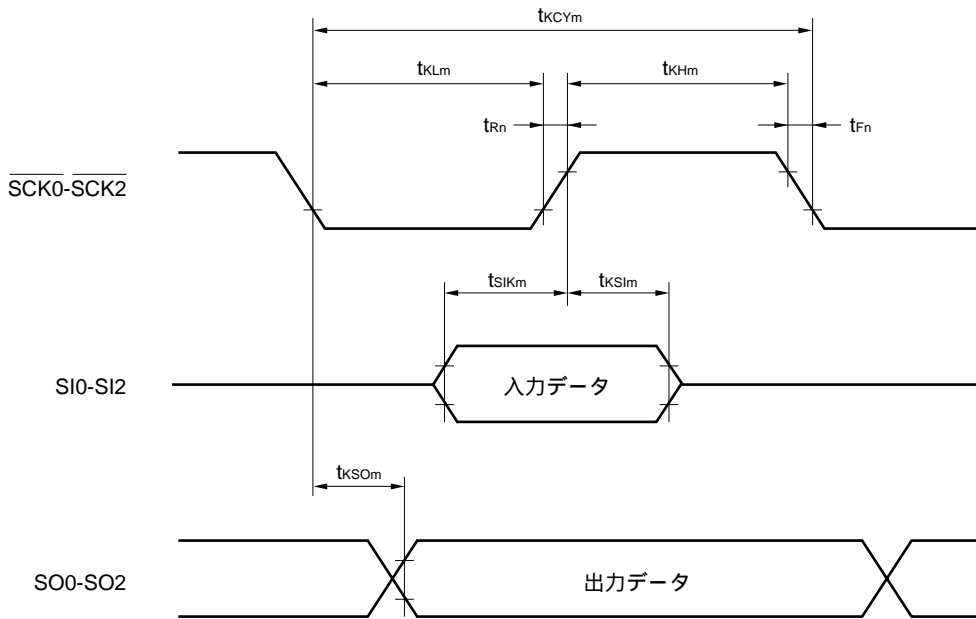 tKCYm
tKLm tKHm
tRn tFn
SCK0-SCK2
tSIKm tKSIm
SI0-SI2 入力データ
tKSOm
SO0-SO2 出力データ